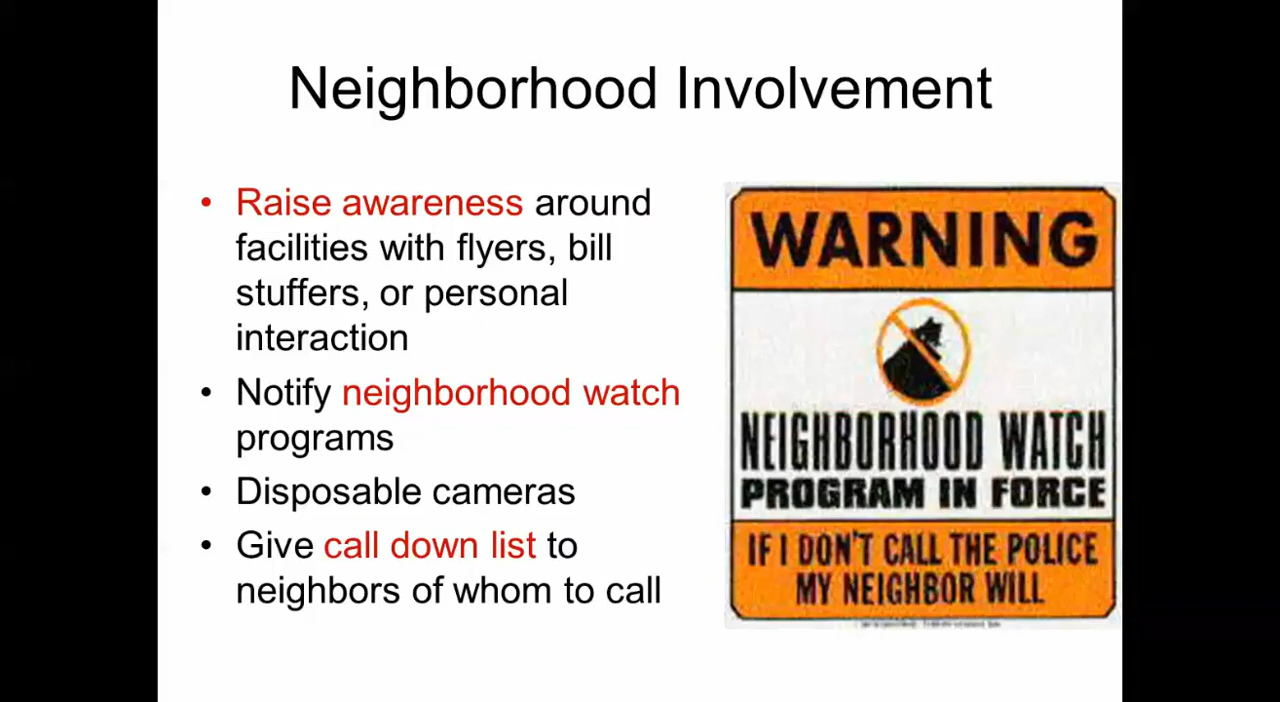 Neighborhood Involvement
• Raise awareness around
facilities with flyers, bill
stuffers, or personal
interaction
• Notify neighborhood watch
programs
• Disposable cameras
• Give call down list to
neighbors of whom to call
WARNING
NEIGHBORHOOD WATCH
PROGRAM IN FORCE
IF I DON'T CALL THE POLICE
MY NEIGHBOR WILL